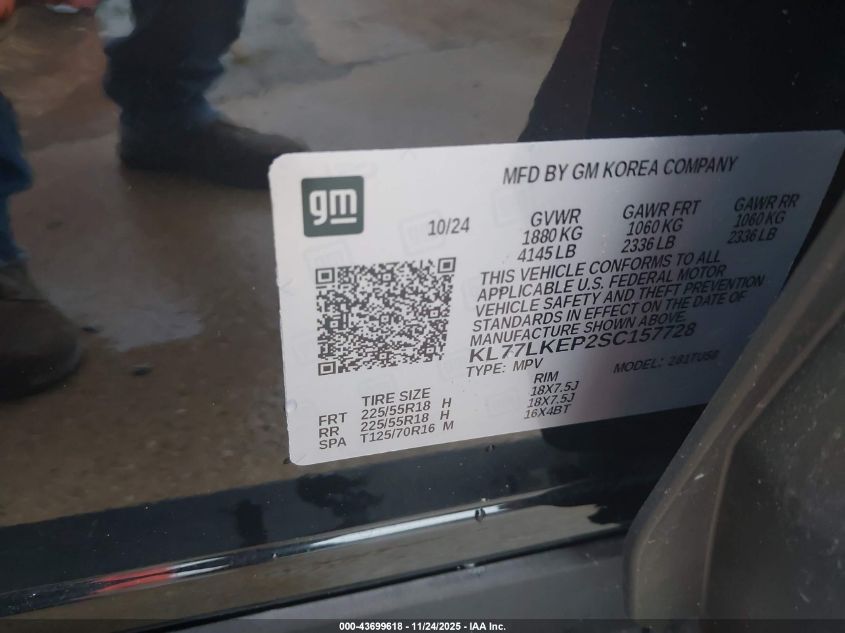 gm
MFD BY GM KOREA COMPANY
10/24
GVWR GAWR FRT GAWR RR
1880 KG 1060 KG 1060 KG
4145 LB 2336 LB 2336 LB
THIS VEHICLE CONFORMS TO ALL
APPLICABLE U.S. FEDERAL MOTOR
VEHICLE SAFETY AND THEFT PREVENTION
STANDARDS IN EFFECT ON THE DATE OF
MANUFACTURE SHOWN ABOVE.
KL77LKEP2SC157728
TYPE: MPV MODEL: 281TU58
TIRE SIZE RIM
FRT 225/55R18 H 18X7.5J
RR 225/55R18 H 18X7.5J
SPA T125/70R16 M 16X4BT
000-43699618 | 11/24/2025 - IAA Inc.